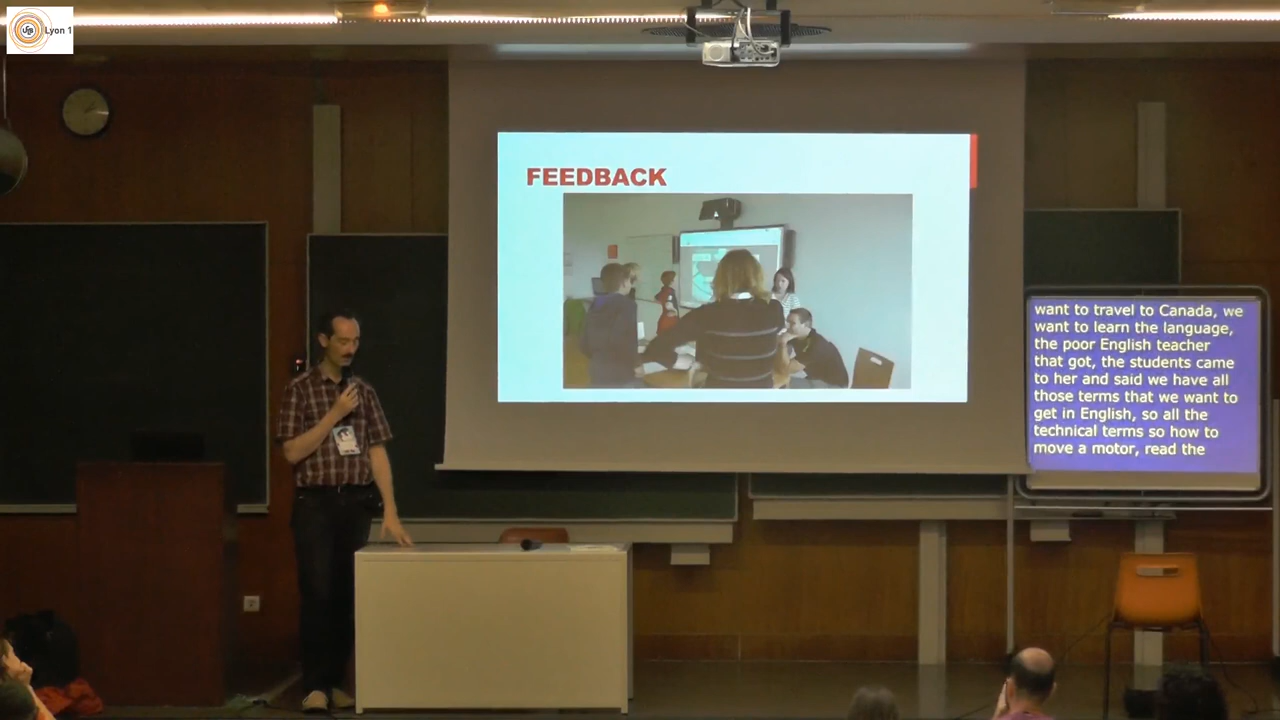 Lyon 1
FEEDBACK
want to travel to Canada, we
want to learn the language,
the poor English teacher
that got, the students came
to her and said we have all
those terms that we want to
get in English, so all the
technical terms so how to
move a motor, read the